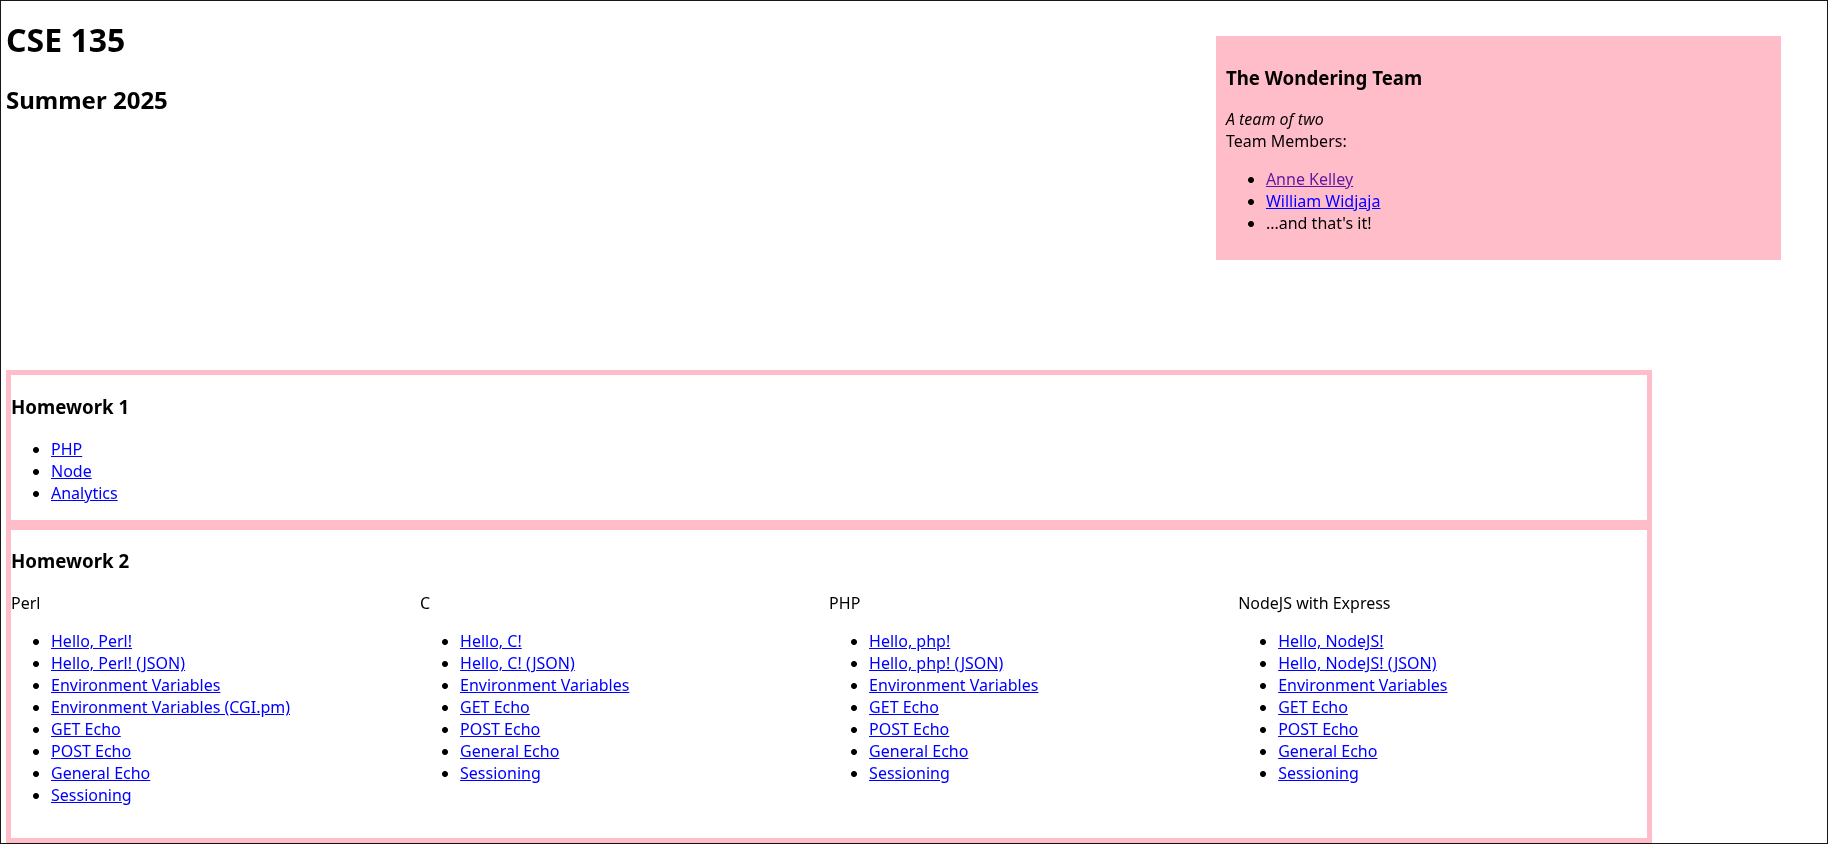 CSE 135
Summer 2025
The Wondering Team
A team of two
Team Members:
Anne Kelley
William Widjaja
...and that's it!
Homework 1
PHP
Node
Analytics
Homework 2
Perl
Hello, Perl!
Hello, Perl! (JSON)
Environment Variables
Environment Variables (CGI.pm)
GET Echo
POST Echo
General Echo
Sessioning
C
Hello, C!
Hello, C! (JSON)
Environment Variables
GET Echo
POST Echo
General Echo
Sessioning
PHP
Hello, php!
Hello, php! (JSON)
Environment Variables
GET Echo
POST Echo
General Echo
Sessioning
NodeJS with Express
Hello, NodeJS!
Hello, NodeJS! (JSON)
Environment Variables
GET Echo
POST Echo
General Echo
Sessioning